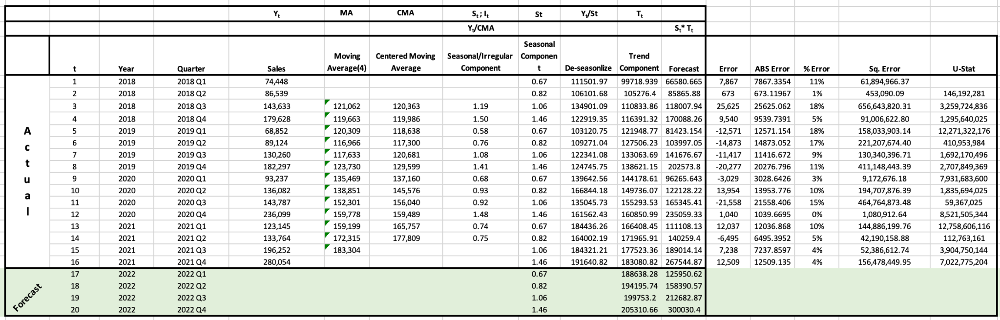 Yt MA CMA St ; It St Yt/St Tt
Yt/CMA St* Tt
Seasonal
Moving Centered Moving Seasonal/Irregular Componen Trend
t Year Quarter Sales Average(4) Average Component t De-seasonlize Component Forecast Error ABS Error % Error Sq. Error U-Stat
1 2018 2018 Q1 74,448 0.67 111501.97 99718.939 66580.665 7,867 7867.3354 11% 61,894,966.37
2 2018 2018 Q2 86,539 0.82 106101.68 105276.4 85865.88 673 673.11967 1% 453,090.09 146,192,281
3 2018 2018 Q3 143,633 121,062 120,363 1.19 1.06 134901.09 110833.86 118007.94 25,625 25625.062 18% 656,643,820.31 3,259,724,836
4 2018 2018 Q4 179,628 119,663 119,986 1.50 1.46 122919.35 116391.32 170088.26 9,540 9539.7391 5% 91,006,622.80 1,295,640,025
A 5 2019 2019 Q1 68,852 120,309 118,638 0.58 0.67 103120.75 121948.77 81423.154 -12,571 12571.154 18% 158,033,903.14 12,271,322,176
c 6 2019 2019 Q2 89,124 116,966 117,300 0.76 0.82 109271.04 127506.23 103997.05 -14,873 14873.052 17% 221,207,674.40 410,953,984
t 7 2019 2019 Q3 130,260 117,633 120,681 1.08 1.06 122341.08 133063.69 141676.67 -11,417 11416.672 9% 130,340,396.71 1,692,170,496
8 2019 2019 Q4 182,297 123,730 129,599 1.41 1.46 124745.75 138621.15 202573.8 -20,277 20276.796 11% 411,148,443.39 2,707,849,369
u 9 2020 2020 Q1 93,237 135,469 137,160 0.68 0.67 139642.56 144178.61 96265.643 -3,029 3028.6426 3% 9,172,676.18 7,931,683,600
a 10 2020 2020 Q2 136,082 138,851 145,576 0.93 0.82 166844.18 149736.07 122128.22 13,954 13953.776 10% 194,707,876.39 1,835,694,025
11 2020 2020 Q3 143,787 152,301 156,040 0.92 1.06 135045.73 155293.53 165345.41 -21,558 21558.406 15% 464,764,873.48 59,367,025
l 12 2020 2020 Q4 236,099 159,778 159,489 1.48 1.46 161562.43 160850.99 235059.33 1,040 1039.6695 0% 1,080,912.64 8,521,505,344
13 2021 2021 Q1 123,145 159,199 165,757 0.74 0.67 184436.26 166408.45 111108.13 12,037 12036.868 10% 144,886,199.76 12,758,606,116
14 2021 2021 Q2 133,764 172,315 177,809 0.75 0.82 164002.19 171965.91 140259.4 -6,495 6495.3952 5% 42,190,158.88 112,763,161
15 2021 2021 Q3 196,252 183,304 1.06 184321.21 177523.36 189014.14 7,238 7237.8597 4% 52,386,612.74 3,904,750,144
16 2021 2021 Q4 280,054 1.46 191640.82 183080.82 267544.87 12,509 12509.135 4% 156,478,449.95 7,022,775,204
17 2022 2022 Q1 0.67 188638.28 125950.62
Forecast 18 2022 2022 Q2 0.82 194195.74 158390.57
19 2022 2022 Q3 1.06 199753.2 212682.87
20 2022 2022 Q4 1.46 205310.66 300030.4